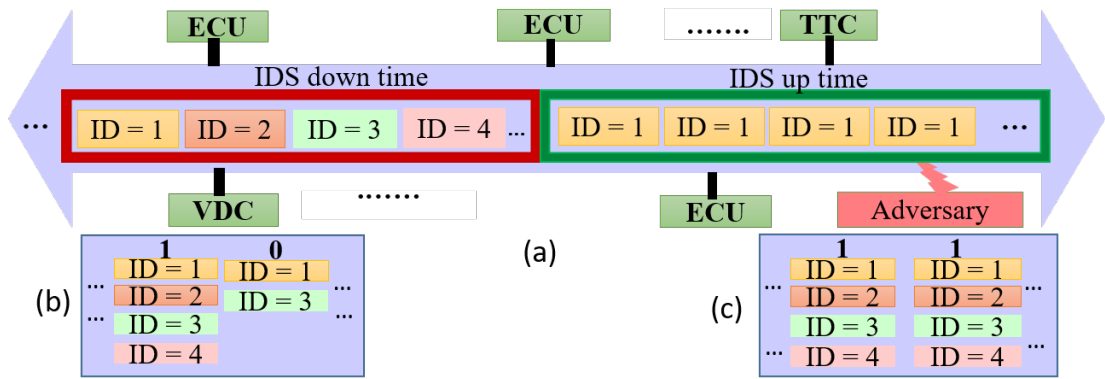 ECU ECU ....... TTC
IDS down time IDS up time
... ID = 1 ID = 2 ID = 3 ID = 4 ... ID = 1 ID = 1 ID = 1 ID = 1 ...
VDC ....... ECU Adversary
(a)
(b)
1 0
... ID = 1 ID = 1 ...
... ID = 2 ID = 3 ...
ID = 3
ID = 4
(c)
1 1
... ID = 1 ID = 1 ...
ID = 2 ID = 2
ID = 3 ID = 3
... ID = 4 ID = 4 ...